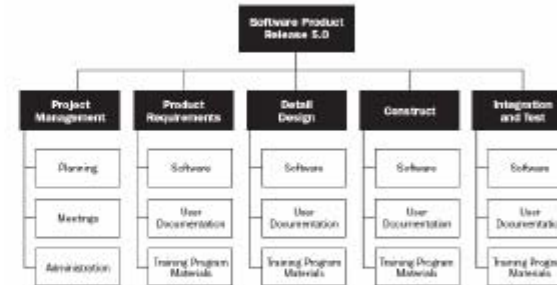 Software Product
Release 5.0
Project
Management
Product
Requirements
Detail
Design
Construct
Integration
and Test
Planning
Software
Software
Software
Software
Meetings
User
Documentation
User
Documentation
User
Documentation
User
Documentation
Administration
Training Program
Materials
Training Program
Materials
Training Program
Materials
Training Program
Materials